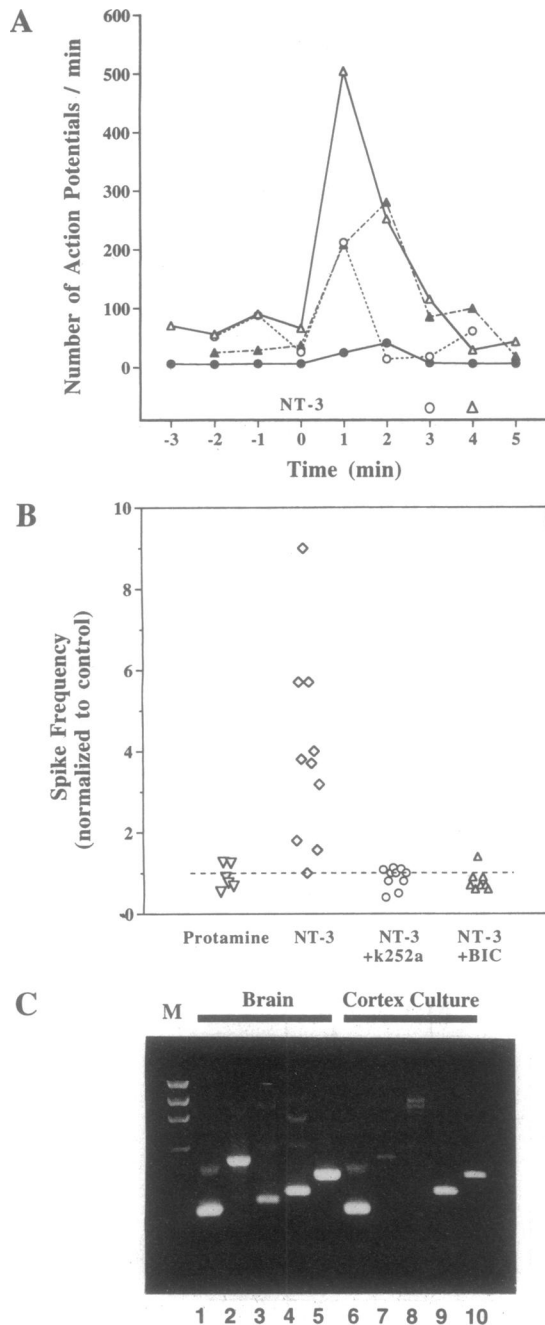 A
Number of Action Potentials / min
600
500
400
300
200
100
0
NT-3
-3 -2 -1 0 1 2 3 4 5
Time (min)
B
Spike Frequency
(normalized to control)
10
8
6
4
2
-0
Protamine NT-3 NT-3 NT-3
+k252a +BIC
C
M Brain Cortex Culture
1 2 3 4 5 6 7 8 9 10